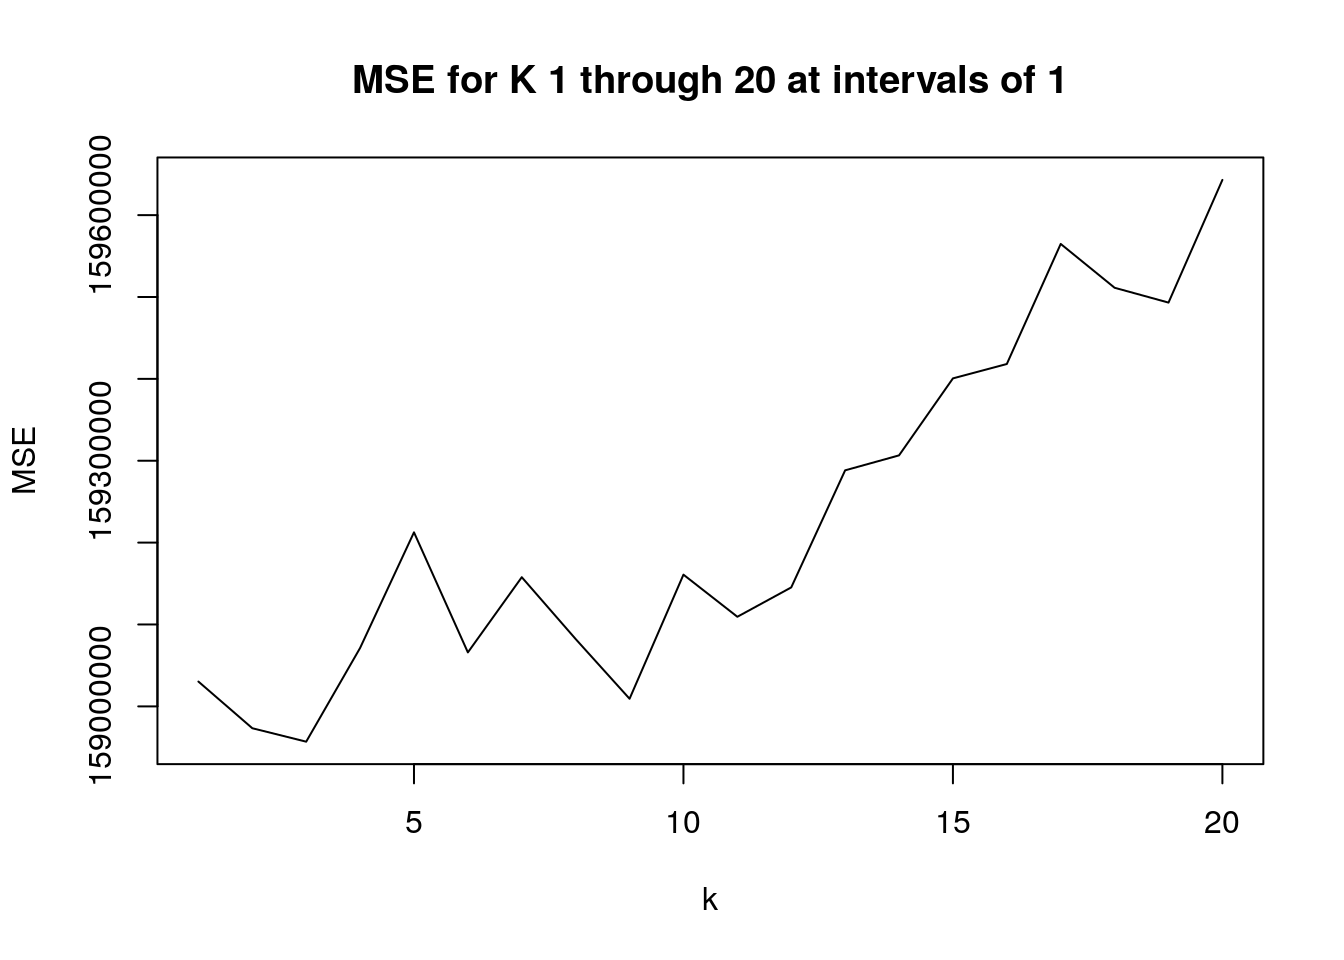 MSE for K 1 through 20 at intervals of 1
MSE
159600000
159300000
159000000
5 10 15 20
k